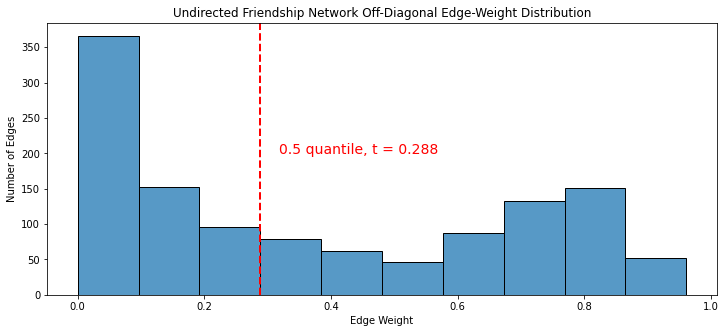 Undirected Friendship Network Off-Diagonal Edge-Weight Distribution
350
300
250
200
150
100
50
0
Number of Edges
0.5 quantile, t = 0.288
0.0 0.2 0.4 0.6 0.8 1.0
Edge Weight